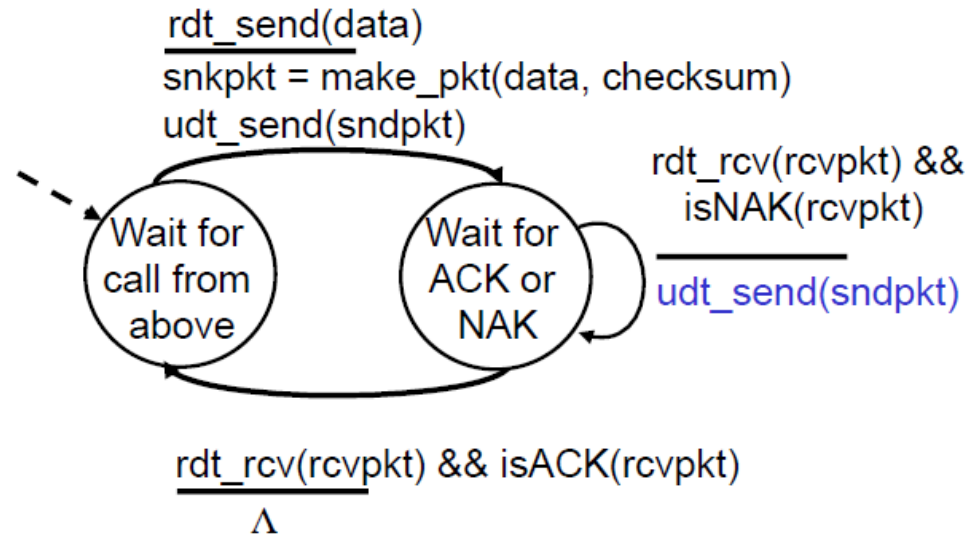 rdt_send(data)
snkpkt = make_pkt(data, checksum)
udt_send(sndpkt)
rdt_rcv(rcvpkt) &&
isNAK(rcvpkt)
udt_send(sndpkt)
Wait for
call from
above
Wait for
ACK or
NAK
rdt_rcv(rcvpkt) && isACK(rcvpkt)
Λ